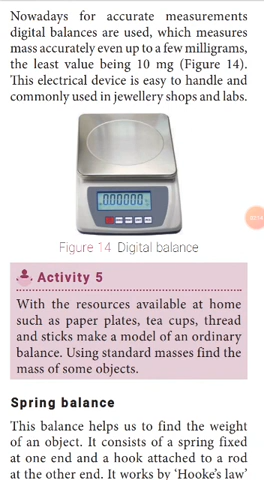 Nowadays for accurate measurements
digital balances are used, which measures
mass accurately even up to a few milligrams,
the least value being 10 mg (Figure 14).
This electrical device is easy to handle and
commonly used in jewellery shops and labs.
0.00000
Figure 14 Digital balance
Activity 5
With the resources available at home
such as paper plates, tea cups, thread
and sticks make a model of an ordinary
balance. Using standard masses find the
mass of some objects.
Spring balance
This balance helps us to find the weight
of an object. It consists of a spring fixed
at one end and a hook attached to a rod
at the other end. It works by ‘Hooke’s law’